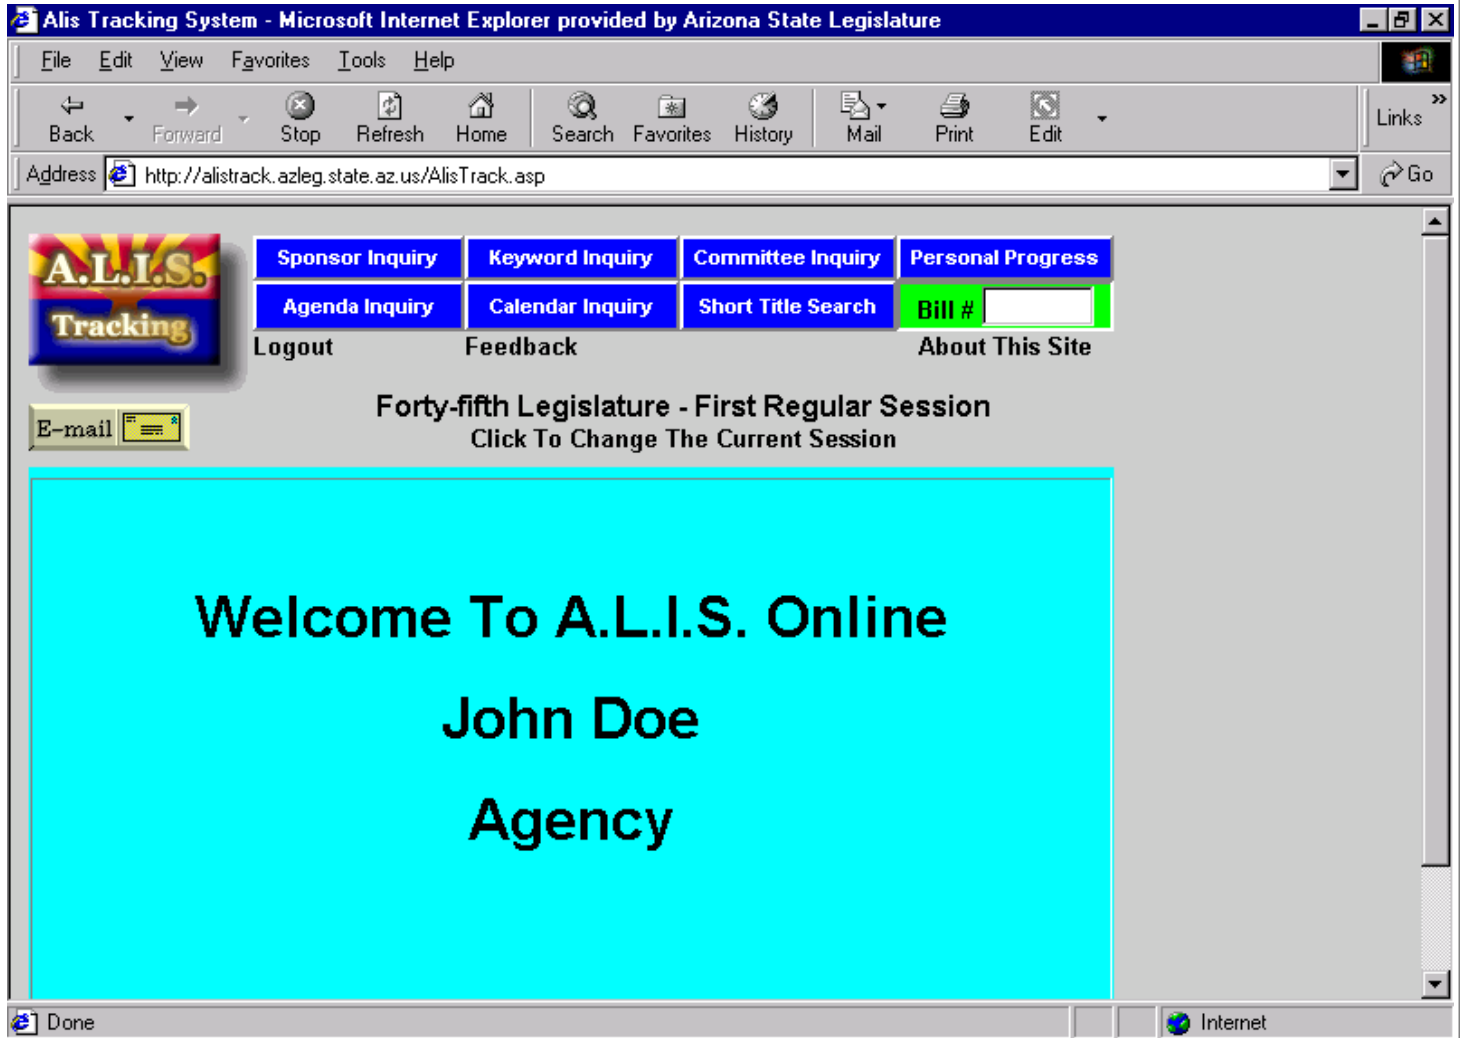 Alis Tracking System - Microsoft Internet Explorer provided by Arizona State Legislature
File Edit View Favorites Tools Help
Back Forward Stop Refresh Home Search Favorites History Mail Print Edit Links »
Address http://alistrack.azleg.state.az.us/AlisTrack.asp Go
A.L.I.S.
Tracking
Sponsor Inquiry Keyword Inquiry Committee Inquiry Personal Progress
Agenda Inquiry Calendar Inquiry Short Title Search Bill #
Logout Feedback About This Site
E-mail
Forty-fifth Legislature - First Regular Session
Click To Change The Current Session
Welcome To A.L.I.S. Online
John Doe
Agency
Done Internet